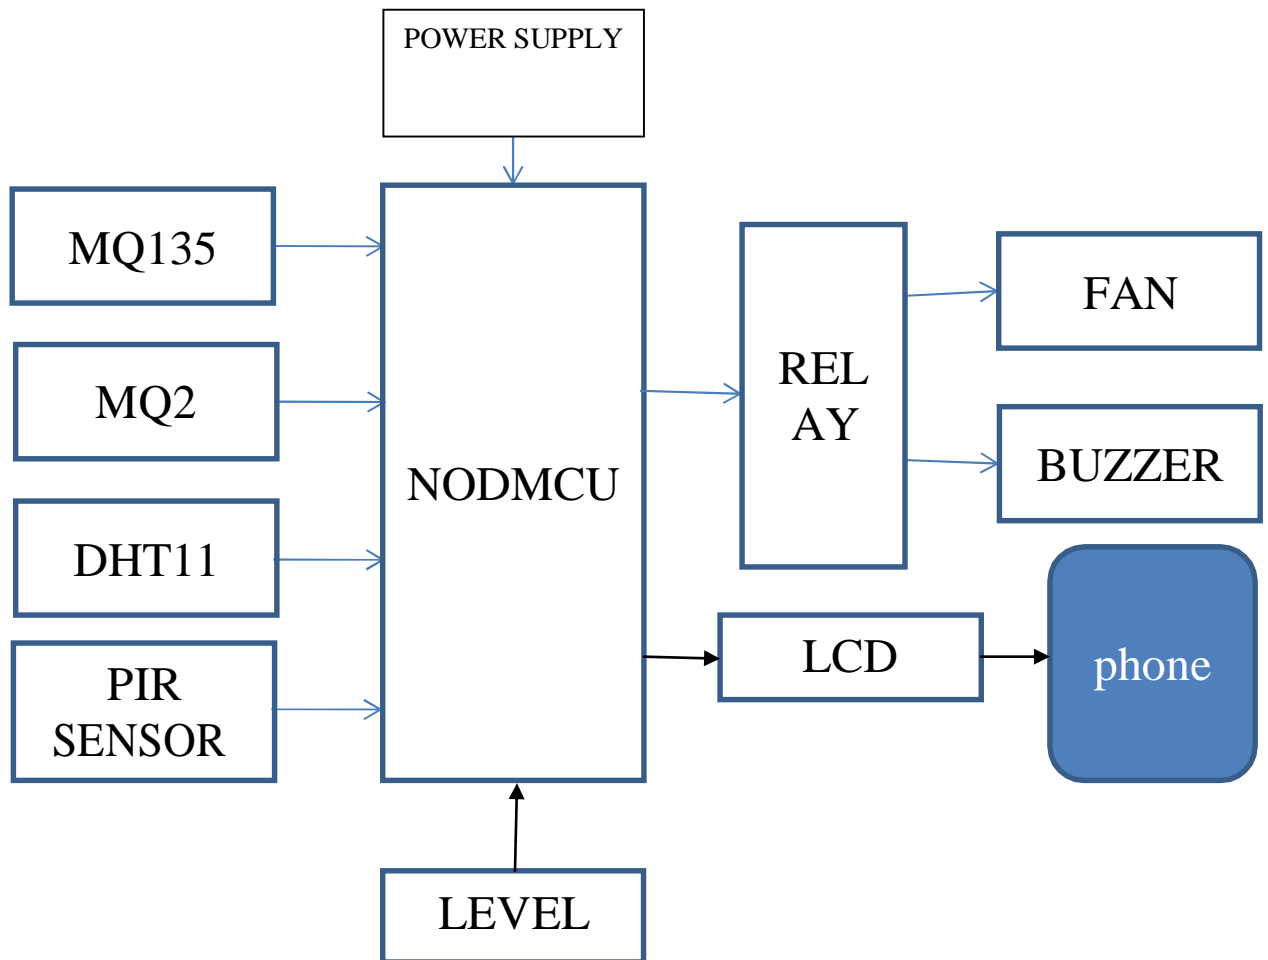 POWER SUPPLY
MQ135
MQ2
DHT11
PIR
SENSOR
NODMCU
LEVEL
REL
AY
FAN
BUZZER
LCD
phone